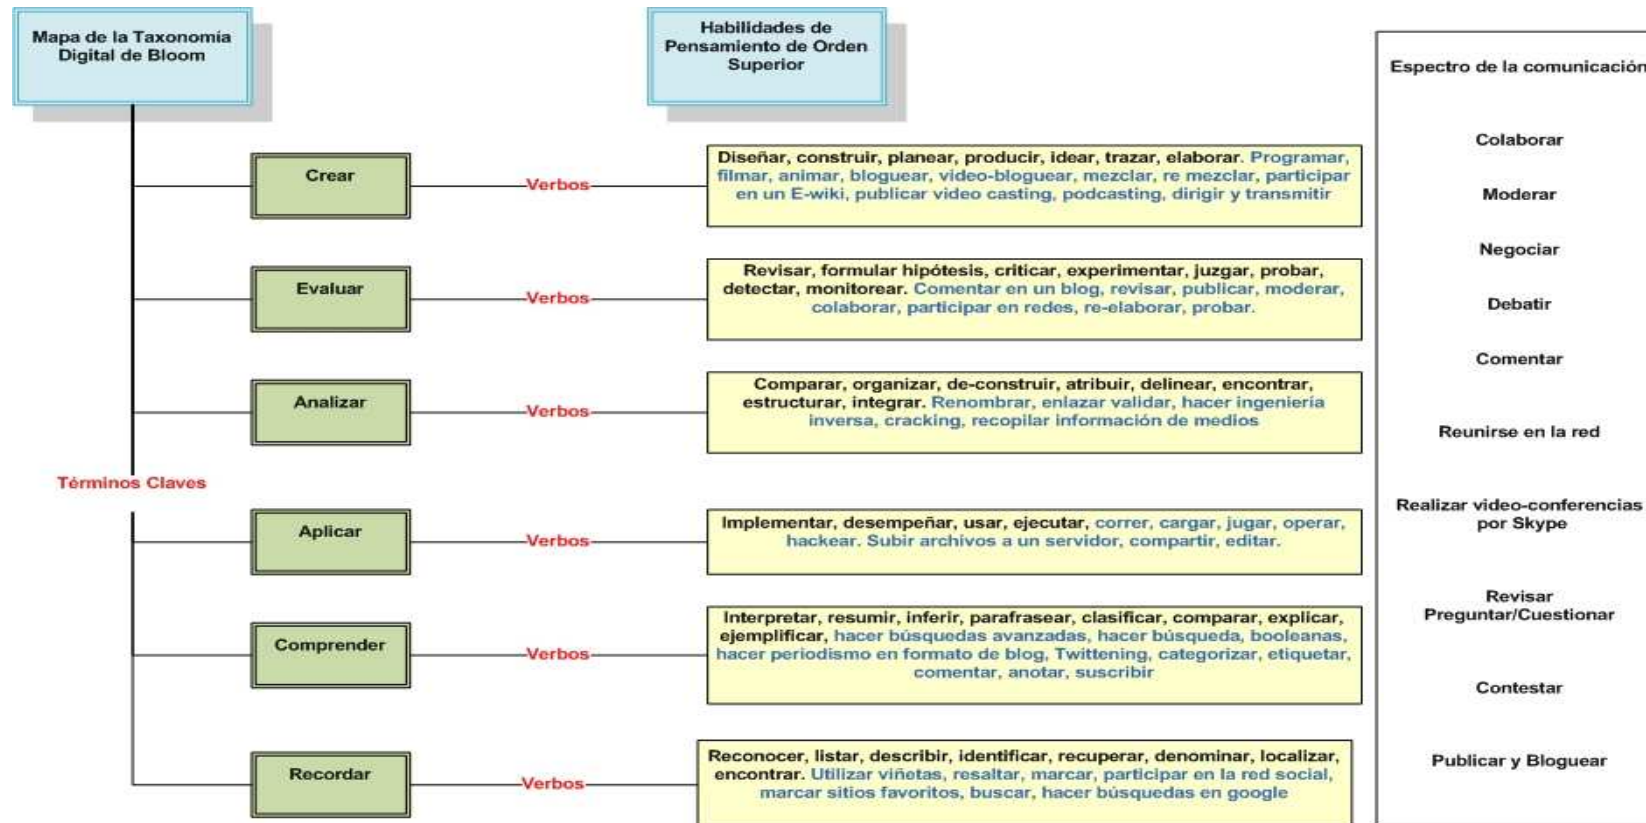 Mapa de la Taxonomía
Digital de Bloom
Habilidades de
Pensamiento de Orden
Superior
Crear
Verbos
Diseñar, construir, planear, producir, idear, trazar, elaborar. Programar,
filmar, animar, bloguear, video-bloguear, mezclar, re mezclar, participar
en un E-wiki, publicar video casting, podcasting, dirigir y transmitir
Evaluar
Verbos
Revisar, formular hipótesis, criticar, experimentar, juzgar, probar,
detectar, monitorear. Comentar en un blog, revisar, publicar, moderar,
colaborar, participar en redes, re-elaborar, probar.
Analizar
Verbos
Comparar, organizar, de-construir, atribuir, delinear, encontrar,
estructurar, integrar. Renombrar, enlazar validar, hacer ingeniería
inversa, cracking, recopilar información de medios
Términos Claves
Aplicar
Verbos
Implementar, desempeñar, usar, ejecutar, correr, cargar, jugar, operar,
hackear. Subir archivos a un servidor, compartir, editar.
Comprender
Verbos
Interpretar, resumir, inferir, parafrasear, clasificar, comparar, explicar,
ejemplificar, hacer búsquedas avanzadas, hacer búsqueda, booleanas,
hacer periodismo en formato de blog, Twittening, categorizar, etiquetar,
comentar, anotar, suscribir
Recordar
Verbos
Reconocer, listar, describir, identificar, recuperar, denominar, localizar,
encontrar. Utilizar viñetas, resaltar, marcar, participar en la red social,
marcar sitios favoritos, buscar, hacer búsquedas en google
Espectro de la comunicación
Colaborar
Moderar
Negociar
Debatir
Comentar
Reunirse en la red
Realizar video-conferencias
por Skype
Revisar
Preguntar/Cuestionar
Contestar
Publicar y Bloguear